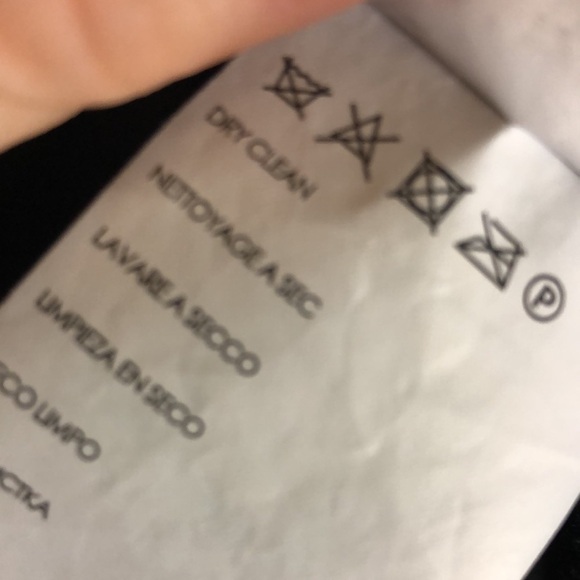 P
DRY CLEAN
NETTOYAGE A SEC
LAVARE A SECCO
LIMPIEZA EN SECO
LIMPO